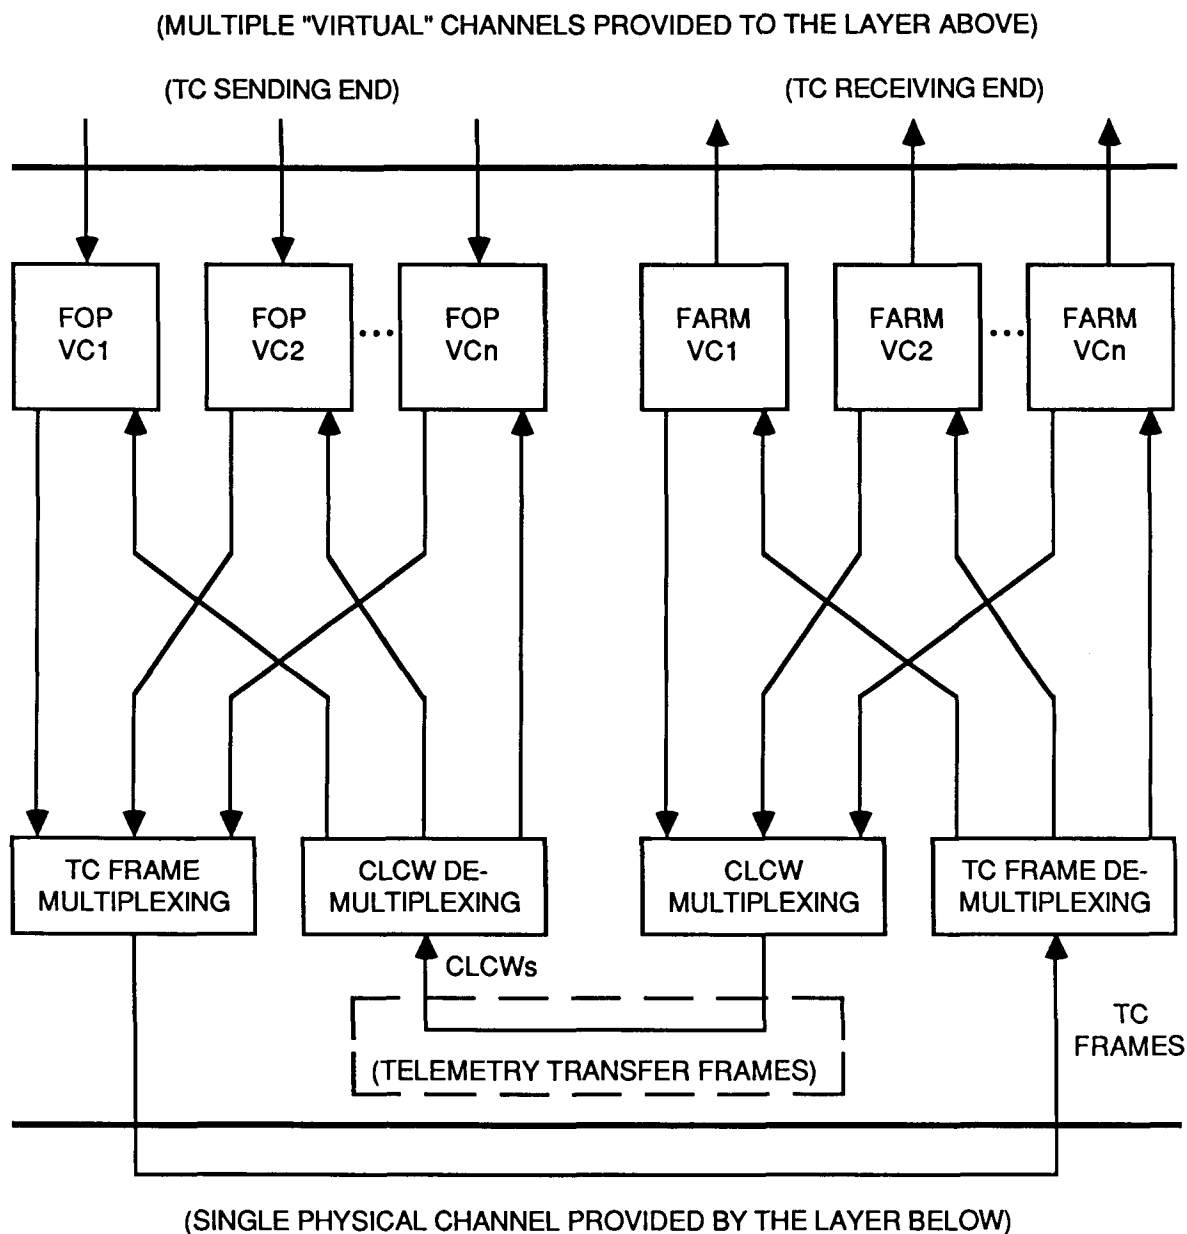 (MULTIPLE "VIRTUAL" CHANNELS PROVIDED TO THE LAYER ABOVE)
(TC SENDING END)
(TC RECEIVING END)
FOP
VC1
FOP
VC2
...
FOP
VCn
FARM
VC1
FARM
VC2
...
FARM
VCn
TC FRAME
MULTIPLEXING
CLCW DE-
MULTIPLEXING
CLCW
MULTIPLEXING
TC FRAME DE-
MULTIPLEXING
CLCWs
TC
FRAMES
(TELEMETRY TRANSFER FRAMES)
(SINGLE PHYSICAL CHANNEL PROVIDED BY THE LAYER BELOW)